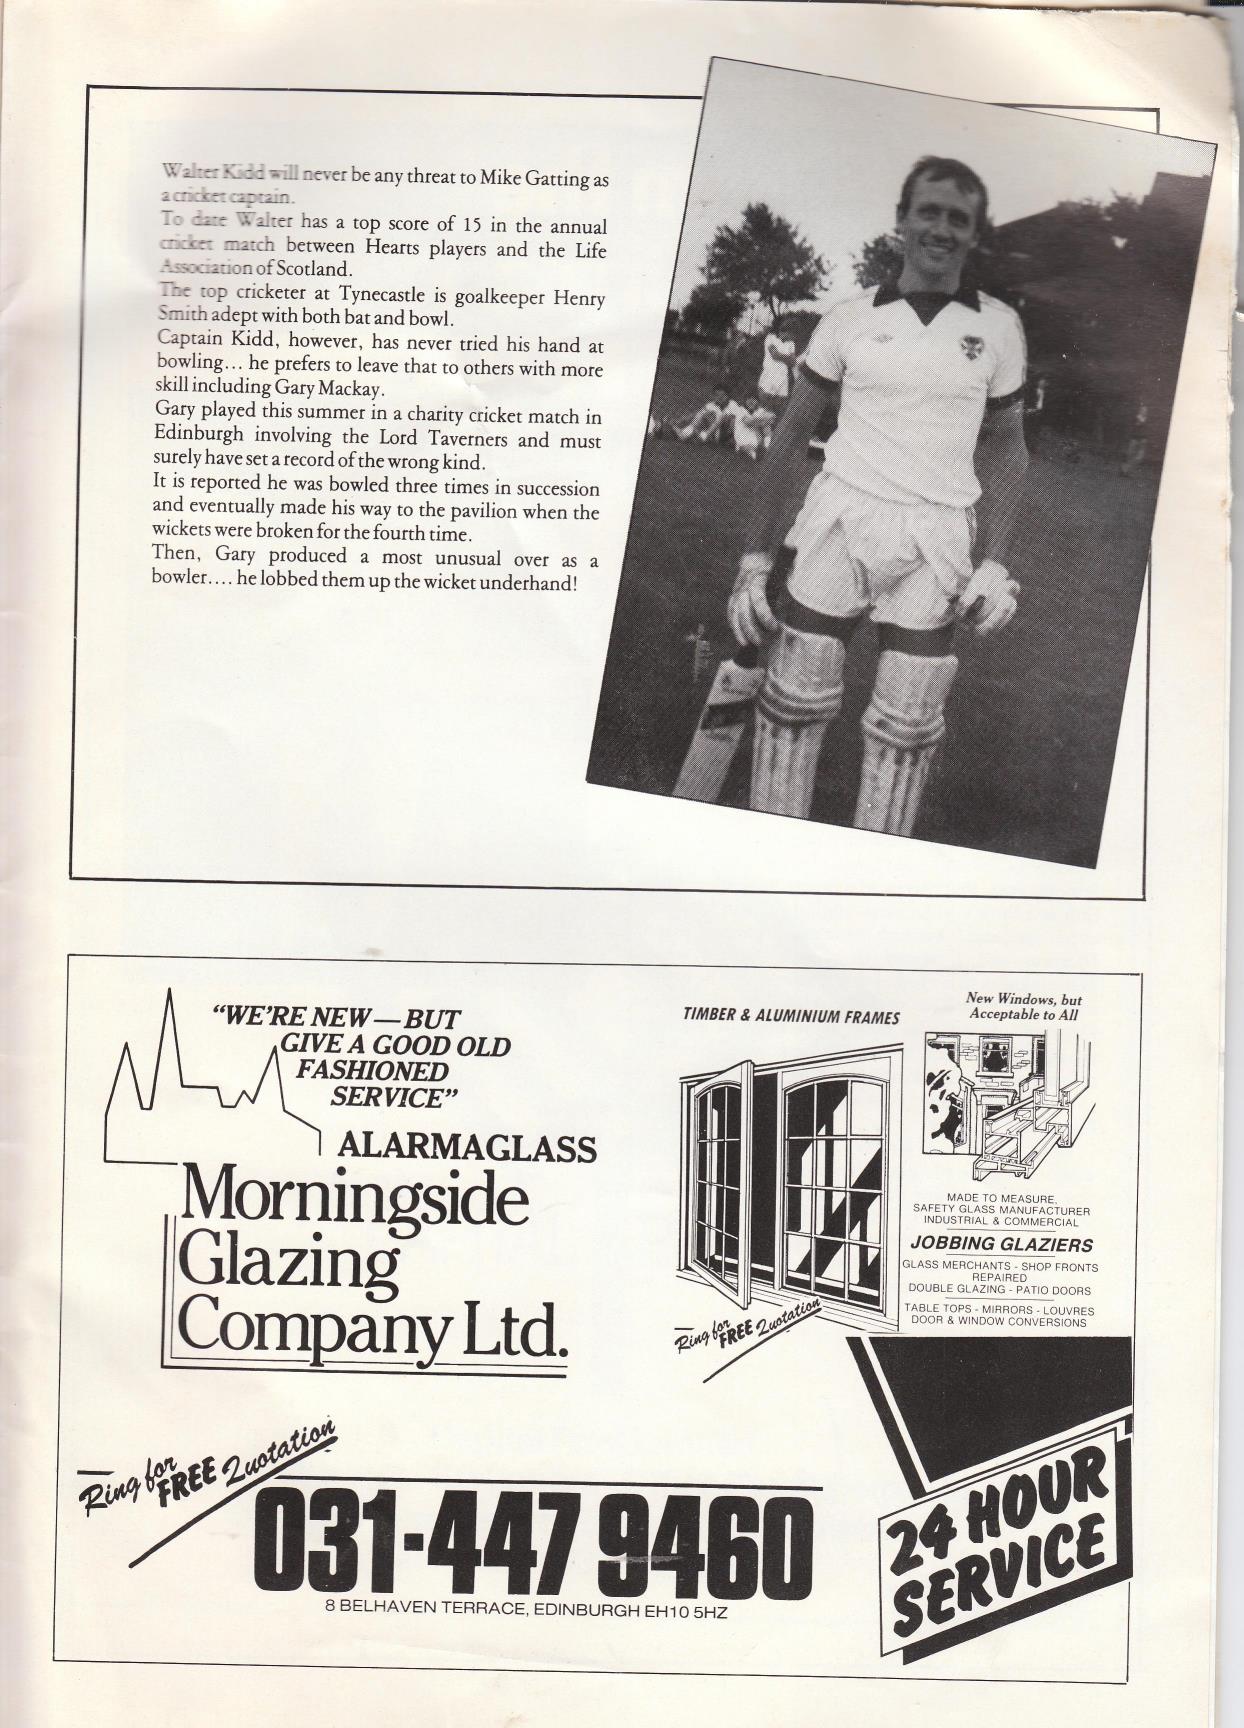 Walter Kidd will never be any threat to Mike Gatting as
a cricket captain.
To date Walter has a top score of 15 in the annual
cricket match between Hearts players and the Life
Association of Scotland.
The top cricketer at Tynecastle is goalkeeper Henry
Smith adept with both bat and bowl.
Captain Kidd, however, has never tried his hand at
bowling... he prefers to leave that to others with more
skill including Gary Mackay.
Gary played this summer in a charity cricket match in
Edinburgh involving the Lord Taverners and must
surely have set a record of the wrong kind.
It is reported he was bowled three times in succession
and eventually made his way to the pavilion when the
wickets were broken for the fourth time.
Then, Gary produced a most unusual over as a
bowler.... he lobbed them up the wicket underhand!
"WE'RE NEW — BUT
GIVE A GOOD OLD
FASHIONED
SERVICE"
ALARMAGLASS
Morningside
Glazing
Company Ltd.
TIMBER & ALUMINIUM FRAMES
New Windows, but
Acceptable to All
MADE TO MEASURE,
SAFETY GLASS MANUFACTURER
INDUSTRIAL & COMMERCIAL
JOBBING GLAZIERS
GLASS MERCHANTS - SHOP FRONTS
REPAIRED
DOUBLE GLAZING - PATIO DOORS
TABLE TOPS - MIRRORS - LOUVRES
DOOR & WINDOW CONVERSIONS
Ring for FREE Quotation
Ring for FREE Quotation
031-447 9460
8 BELHAVEN TERRACE, EDINBURGH EH10 5HZ
24 HOUR
SERVICE